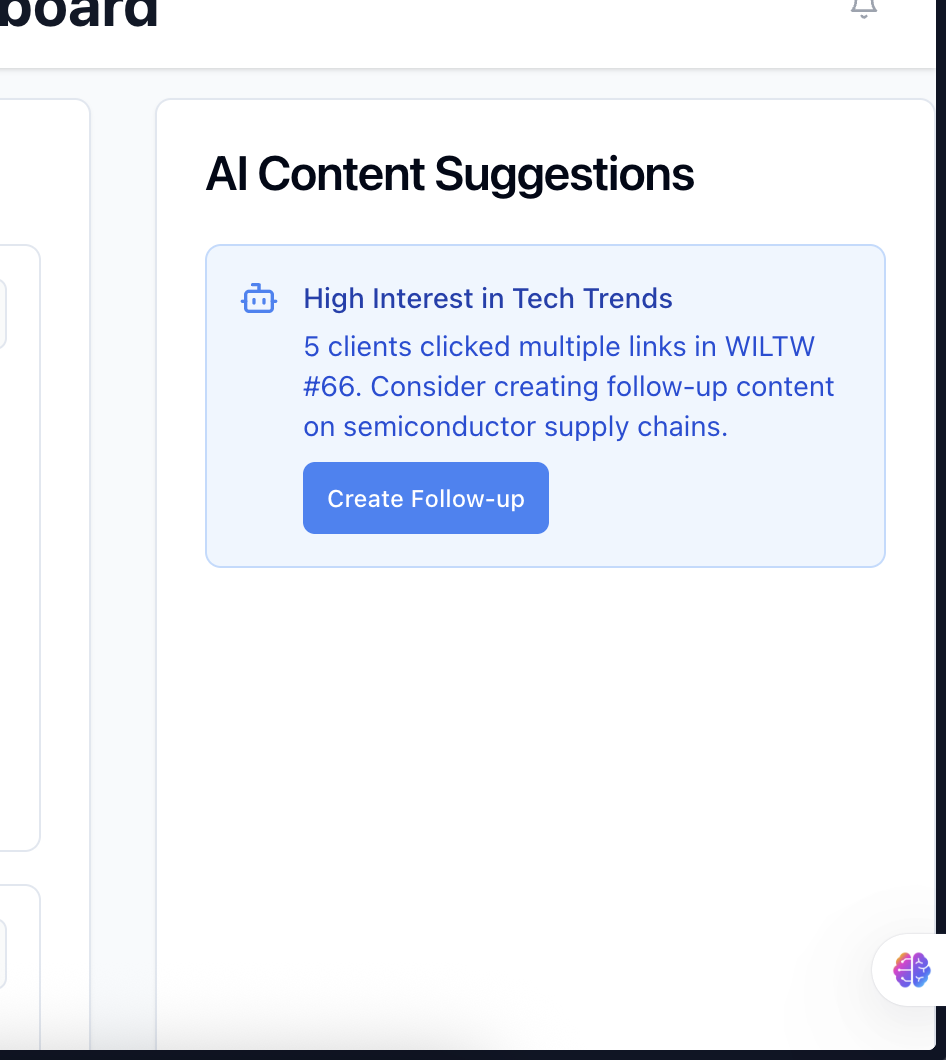 board
AI Content Suggestions
High Interest in Tech Trends
5 clients clicked multiple links in WILTW
#66. Consider creating follow-up content
on semiconductor supply chains.
Create Follow-up